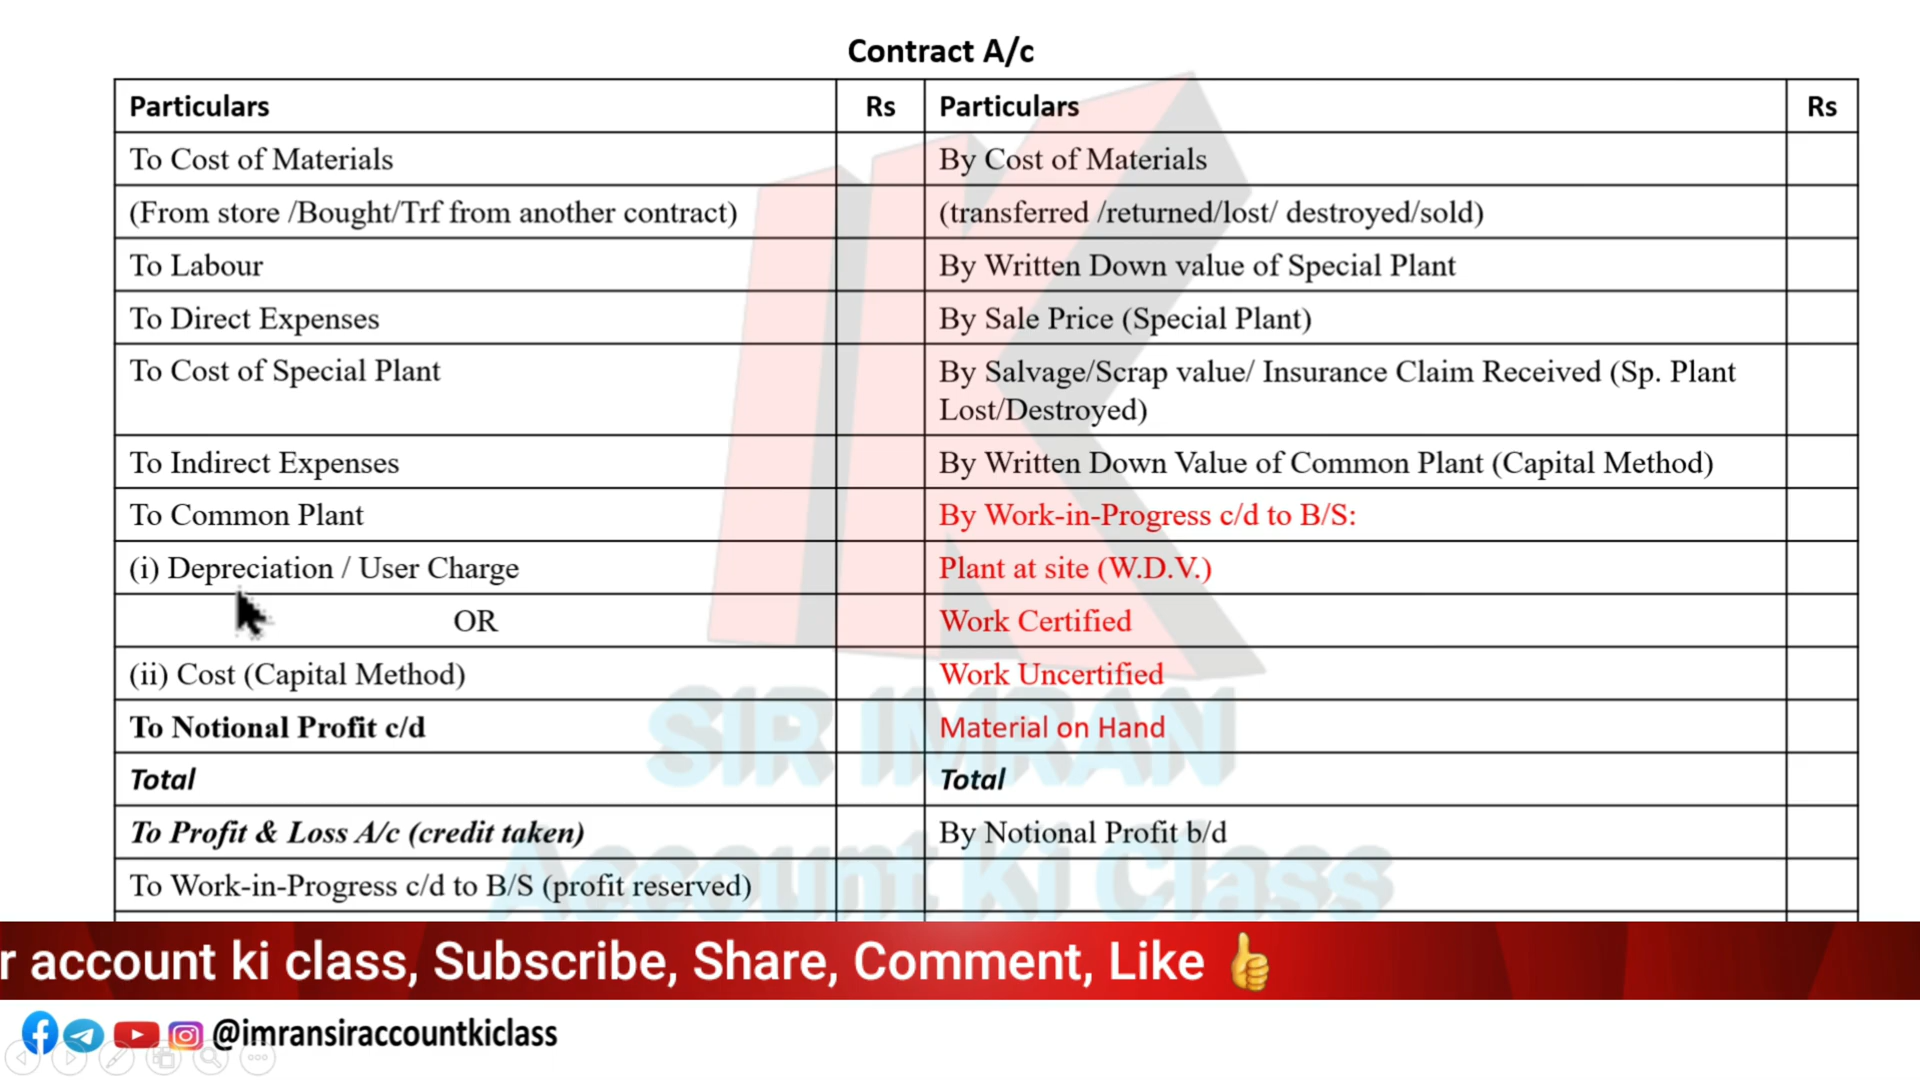 Contract A/c
Particulars Rs Particulars Rs
To Cost of Materials By Cost of Materials
(From store /Bought/Trf from another contract) (transferred /returned/lost/ destroyed/sold)
To Labour By Written Down value of Special Plant
To Direct Expenses By Sale Price (Special Plant)
To Cost of Special Plant By Salvage/Scrap value/ Insurance Claim Received (Sp. Plant
Lost/Destroyed)
To Indirect Expenses By Written Down Value of Common Plant (Capital Method)
To Common Plant By Work-in-Progress c/d to B/S:
(i) Depreciation / User Charge Plant at site (W.D.V.)
OR Work Certified
(ii) Cost (Capital Method) Work Uncertified
To Notional Profit c/d Material on Hand
SIR IMRAN
Total Total
To Profit & Loss A/c (credit taken) By Notional Profit b/d
Account Ki Class
To Work-in-Progress c/d to B/S (profit reserved)
r account ki class, Subscribe, Share, Comment, Like 👍
@imransiraccountkiclass